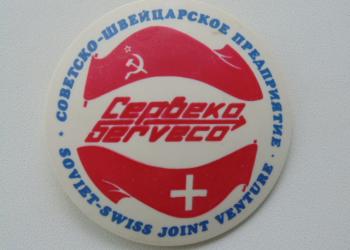 СОВЕТСКО-ШВЕЙЦАРСКОЕ ПРЕДПРИЯТИЕ
Сервеко
Serveco
SOVIET-SWISS JOINT VENTURE